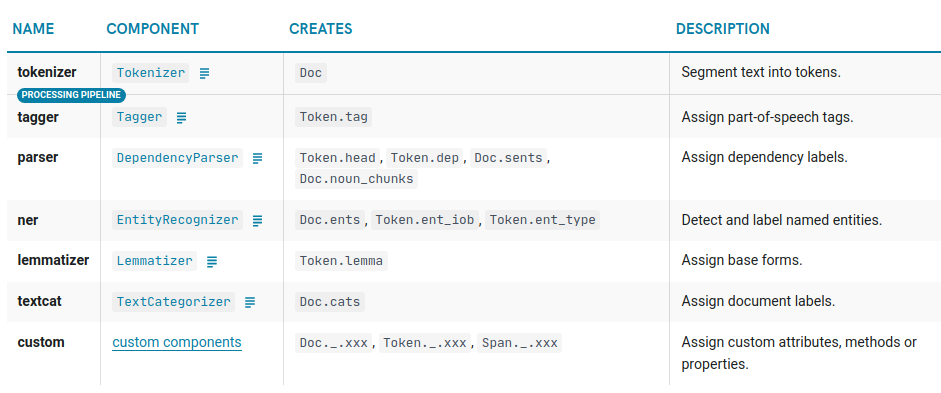 NAME COMPONENT CREATES DESCRIPTION
tokenizer Tokenizer Doc Segment text into tokens.
PROCESSING PIPELINE
tagger Tagger Token.tag Assign part-of-speech tags.
parser DependencyParser Token.head, Token.dep, Doc.sents, Assign dependency labels.
Doc.noun_chunks
ner EntityRecognizer Doc.ents, Token.ent_iob, Token.ent_type Detect and label named entities.
lemmatizer Lemmatizer Token.lemma Assign base forms.
textcat TextCategorizer Doc.cats Assign document labels.
custom custom components Doc._.xxx, Token._.xxx, Span._.xxx Assign custom attributes, methods or
properties.